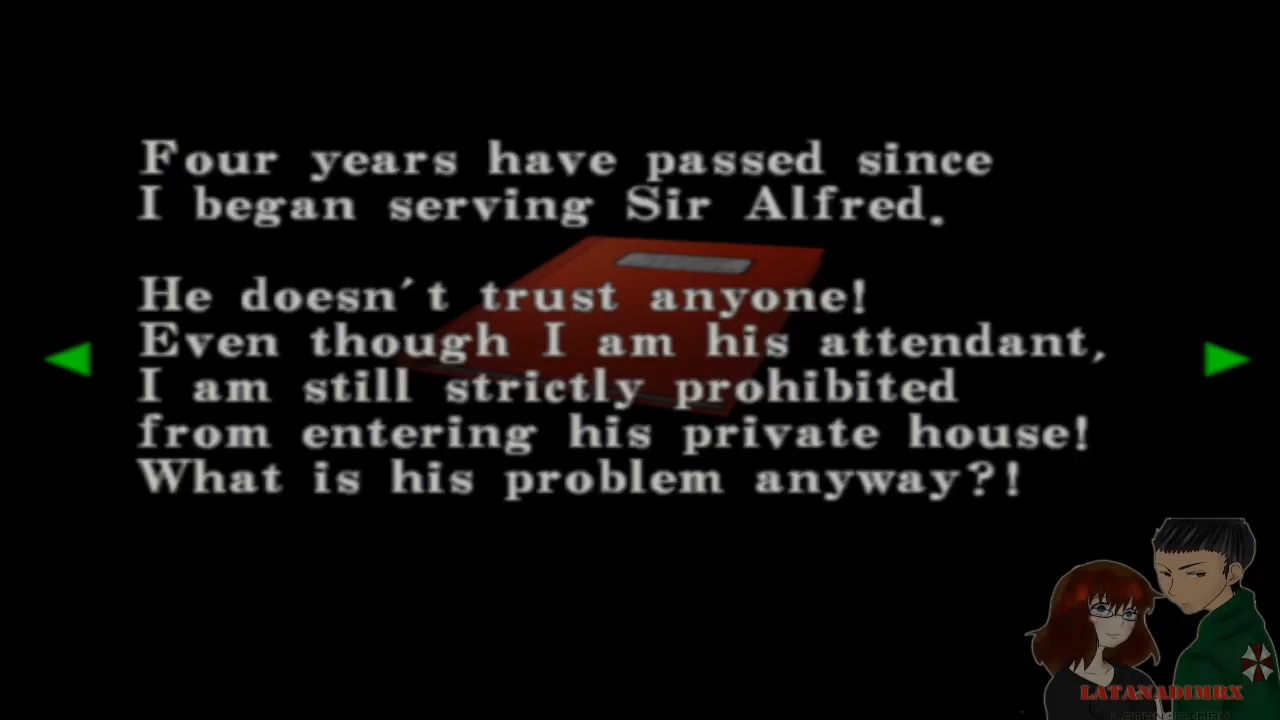 Four years have passed since
I began serving Sir Alfred.
He doesn't trust anyone!
Even though I am his attendant,
I am still strictly prohibited
from entering his private house!
What is his problem anyway?!
LATANADIMRX